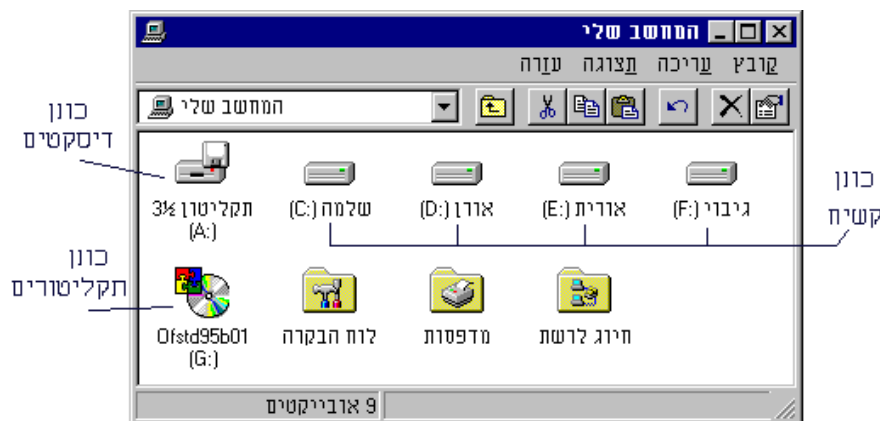 המחשב שלי
קובץ עריכה תצוגה עזרה
המחשב שלי
כונן
דיסקטים
תקליטון 3½
(A:)
שלמה (C:)
אורן (D:)
אורית (E:)
גיבוי (F:)
כונן
קשיח
כונן
תקליטורים
Ofstd95b01
(G:)
לוח הבקרה
מדפסות
חיוג לרשת
9 אובייקטים